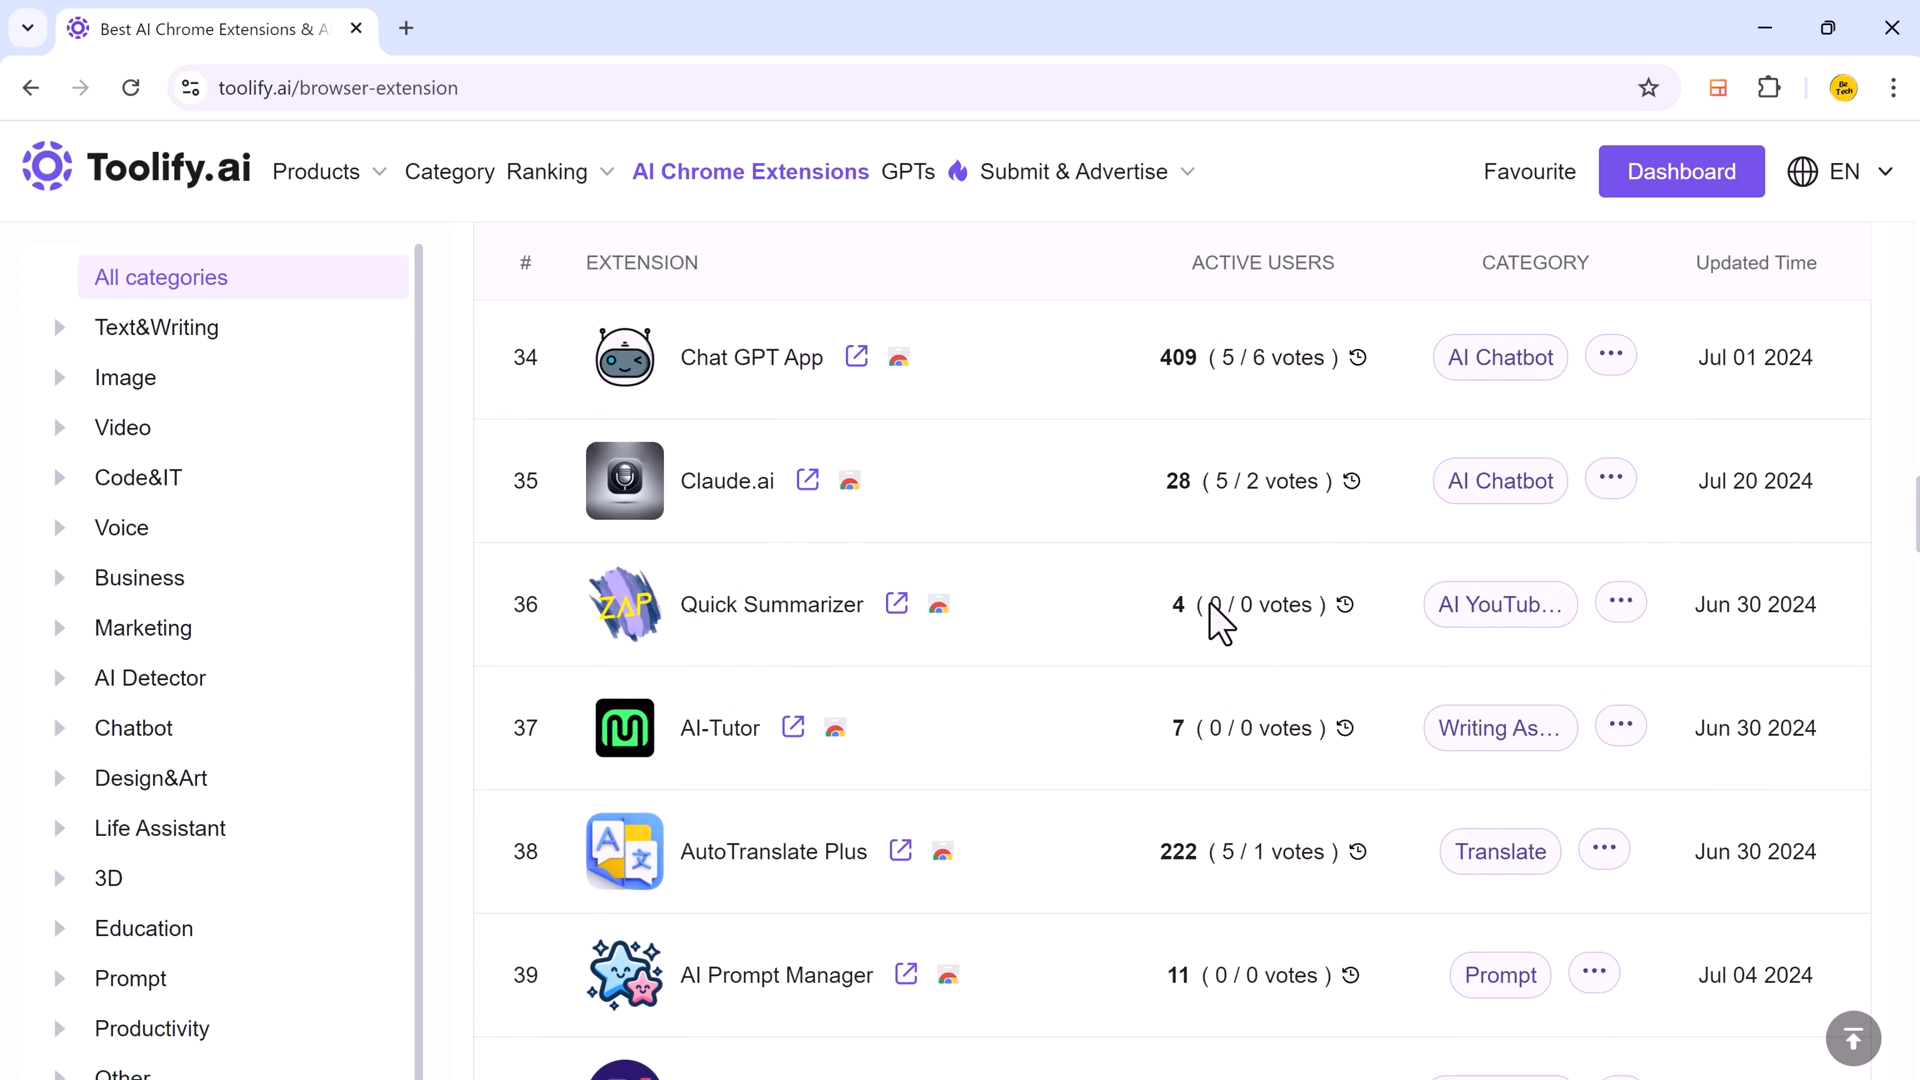 Best AI Chrome Extensions & A
toolify.ai/browser-extension
Be Tech
Toolify.ai
Products
Category
Ranking
AI Chrome Extensions
GPTs
Submit & Advertise
Favourite
Dashboard
EN
All categories
Text&Writing
Image
Video
Code&IT
Voice
Business
Marketing
AI Detector
Chatbot
Design&Art
Life Assistant
3D
Education
Prompt
Productivity
Other
# EXTENSION ACTIVE USERS CATEGORY Updated Time
34 Chat GPT App 409 ( 5 / 6 votes ) AI Chatbot ••• Jul 01 2024
35 Claude.ai 28 ( 5 / 2 votes ) AI Chatbot ••• Jul 20 2024
36 ZAP Quick Summarizer 4 ( 0 / 0 votes ) AI YouTub... ••• Jun 30 2024
37 AI-Tutor 7 ( 0 / 0 votes ) Writing As... ••• Jun 30 2024
38 A 文 AutoTranslate Plus 222 ( 5 / 1 votes ) Translate ••• Jun 30 2024
39 AI Prompt Manager 11 ( 0 / 0 votes ) Prompt ••• Jul 04 2024